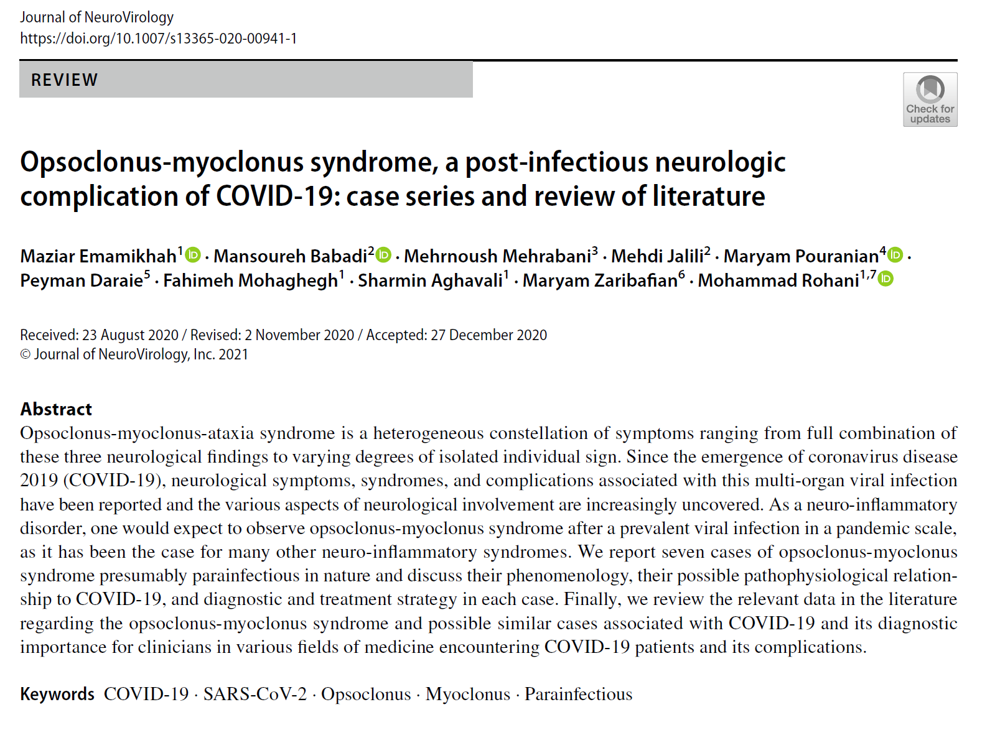 Journal of NeuroVirology
https://doi.org/10.1007/s13365-020-00941-1
REVIEW
Check for
updates
Opsoclonus-myoclonus syndrome, a post-infectious neurologic
complication of COVID-19: case series and review of literature
Maziar Emamikhah1 iD · Mansoureh Babadi2 iD · Mehrnoush Mehrabani3 · Mehdi Jalili2 · Maryam Pouranian4 iD ·
Peyman Daraie5 · Fahimeh Mohaghegh1 · Sharmin Aghavali1 · Maryam Zaribafian6 · Mohammad Rohani1,7 iD
Received: 23 August 2020 / Revised: 2 November 2020 / Accepted: 27 December 2020
© Journal of NeuroVirology, Inc. 2021
Abstract
Opsoclonus-myoclonus-ataxia syndrome is a heterogeneous constellation of symptoms ranging from full combination of
these three neurological findings to varying degrees of isolated individual sign. Since the emergence of coronavirus disease
2019 (COVID-19), neurological symptoms, syndromes, and complications associated with this multi-organ viral infection
have been reported and the various aspects of neurological involvement are increasingly uncovered. As a neuro-inflammatory
disorder, one would expect to observe opsoclonus-myoclonus syndrome after a prevalent viral infection in a pandemic scale,
as it has been the case for many other neuro-inflammatory syndromes. We report seven cases of opsoclonus-myoclonus
syndrome presumably parainfectious in nature and discuss their phenomenology, their possible pathophysiological relation-
ship to COVID-19, and diagnostic and treatment strategy in each case. Finally, we review the relevant data in the literature
regarding the opsoclonus-myoclonus syndrome and possible similar cases associated with COVID-19 and its diagnostic
importance for clinicians in various fields of medicine encountering COVID-19 patients and its complications.
Keywords COVID-19 · SARS-CoV-2 · Opsoclonus · Myoclonus · Parainfectious